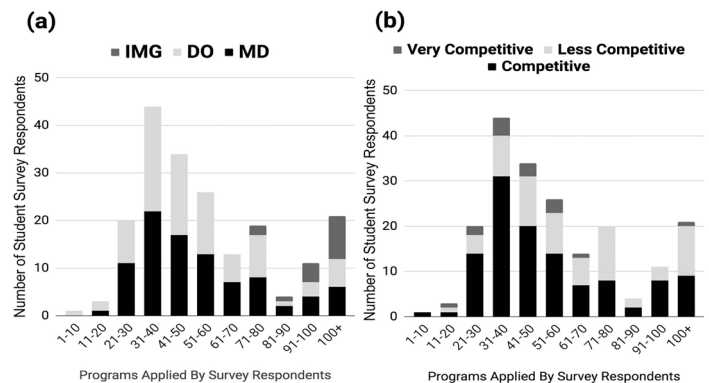 (a)
IMG DO MD
Number of Student Survey Respondents
50
40
30
20
10
0
1-10 11-20 21-30 31-40 41-50 51-60 61-70 71-80 81-90 91-100 100+
Programs Applied By Survey Respondents
(b)
Very Competitive Less Competitive
Competitive
Number of Student Survey Respondents
50
40
30
20
10
0
1-10 11-20 21-30 31-40 41-50 51-60 61-70 71-80 81-90 91-100 100+
Programs Applied By Survey Respondents